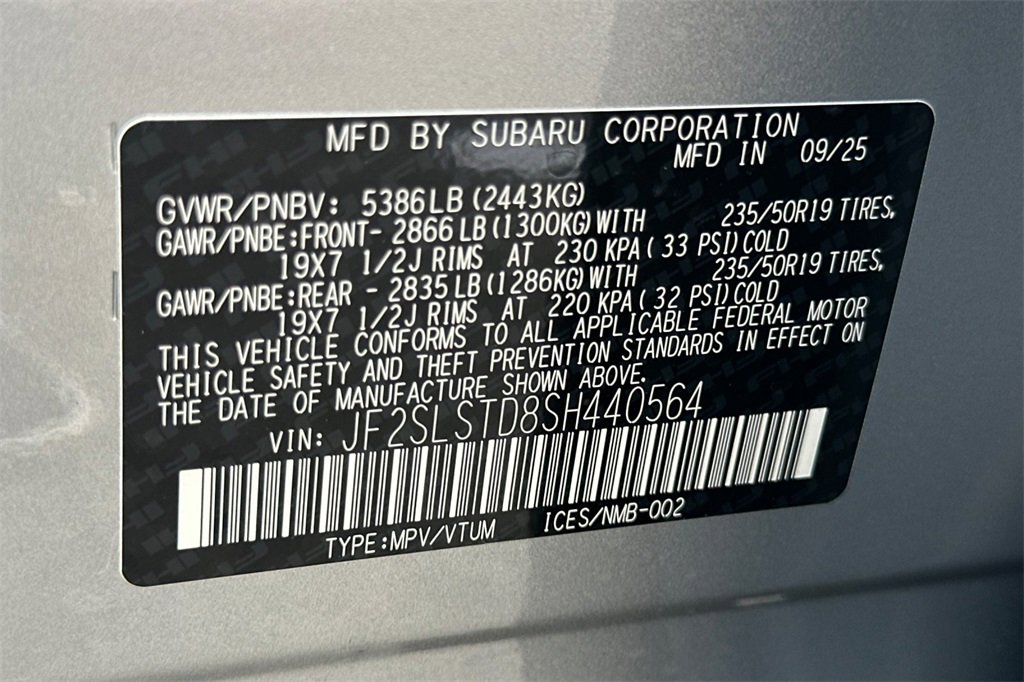 MFD BY SUBARU CORPORATION
MFD IN 09/25
GVWR/PNBV: 5386LB (2443KG)
GAWR/PNBE:FRONT- 2866LB (1300KG)WITH 235/50R19 TIRES,
19X7 1/2J RIMS AT 230 KPA( 33 PSI)COLD
GAWR/PNBE:REAR - 2835LB (1286KG)WITH 235/50R19 TIRES,
19X7 1/2J RIMS AT 220 KPA( 32 PSI)COLD
THIS VEHICLE CONFORMS TO ALL APPLICABLE FEDERAL MOTOR
VEHICLE SAFETY AND THEFT PREVENTION STANDARDS IN EFFECT ON
THE DATE OF MANUFACTURE SHOWN ABOVE.
VIN: JF2SLSTD8SH440564
TYPE:MPV/VTUM ICES/NMB-002